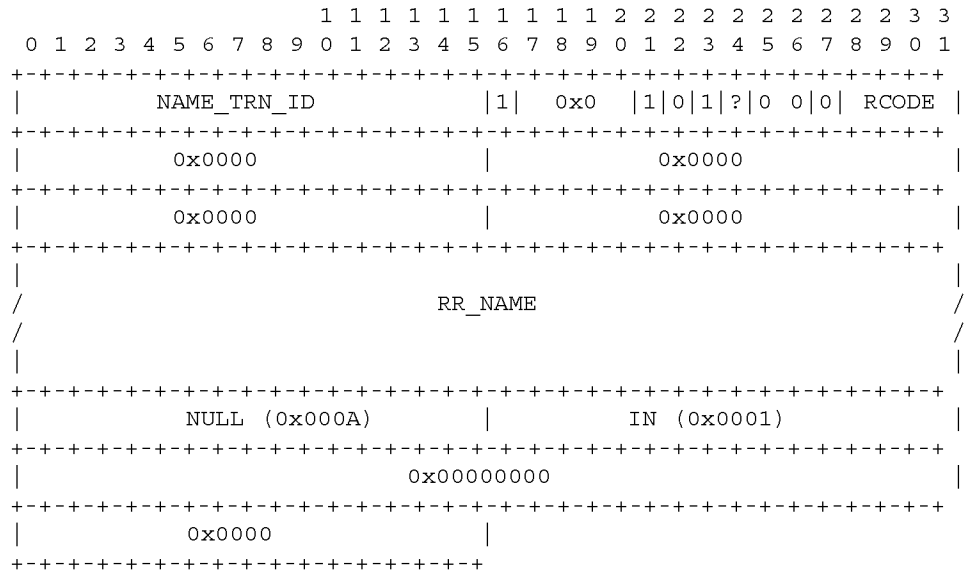 1 1 1 1 1 1 1 1 1 1 2 2 2 2 2 2 2 2 2 2 3 3
 0 1 2 3 4 5 6 7 8 9 0 1 2 3 4 5 6 7 8 9 0 1 2 3 4 5 6 7 8 9 0 1
+-+-+-+-+-+-+-+-+-+-+-+-+-+-+-+-+-+-+-+-+-+-+-+-+-+-+-+-+-+-+-+-+
|         NAME_TRN_ID           |1|  0x0  |1|0|1|?|0 0|0| RCODE |
+-+-+-+-+-+-+-+-+-+-+-+-+-+-+-+-+-+-+-+-+-+-+-+-+-+-+-+-+-+-+-+-+
|          0x0000               |           0x0000              |
+-+-+-+-+-+-+-+-+-+-+-+-+-+-+-+-+-+-+-+-+-+-+-+-+-+-+-+-+-+-+-+-+
|          0x0000               |           0x0000              |
+-+-+-+-+-+-+-+-+-+-+-+-+-+-+-+-+-+-+-+-+-+-+-+-+-+-+-+-+-+-+-+-+
|                                                               |
/                            RR_NAME                            /
/                                                               /
|                                                               |
+-+-+-+-+-+-+-+-+-+-+-+-+-+-+-+-+-+-+-+-+-+-+-+-+-+-+-+-+-+-+-+-+
|           NULL (0x000A)       |         IN (0x0001)           |
+-+-+-+-+-+-+-+-+-+-+-+-+-+-+-+-+-+-+-+-+-+-+-+-+-+-+-+-+-+-+-+-+
|                          0x00000000                           |
+-+-+-+-+-+-+-+-+-+-+-+-+-+-+-+-+-+-+-+-+-+-+-+-+-+-+-+-+-+-+-+-+
|           0x0000              |
+-+-+-+-+-+-+-+-+-+-+-+-+-+-+-+-+